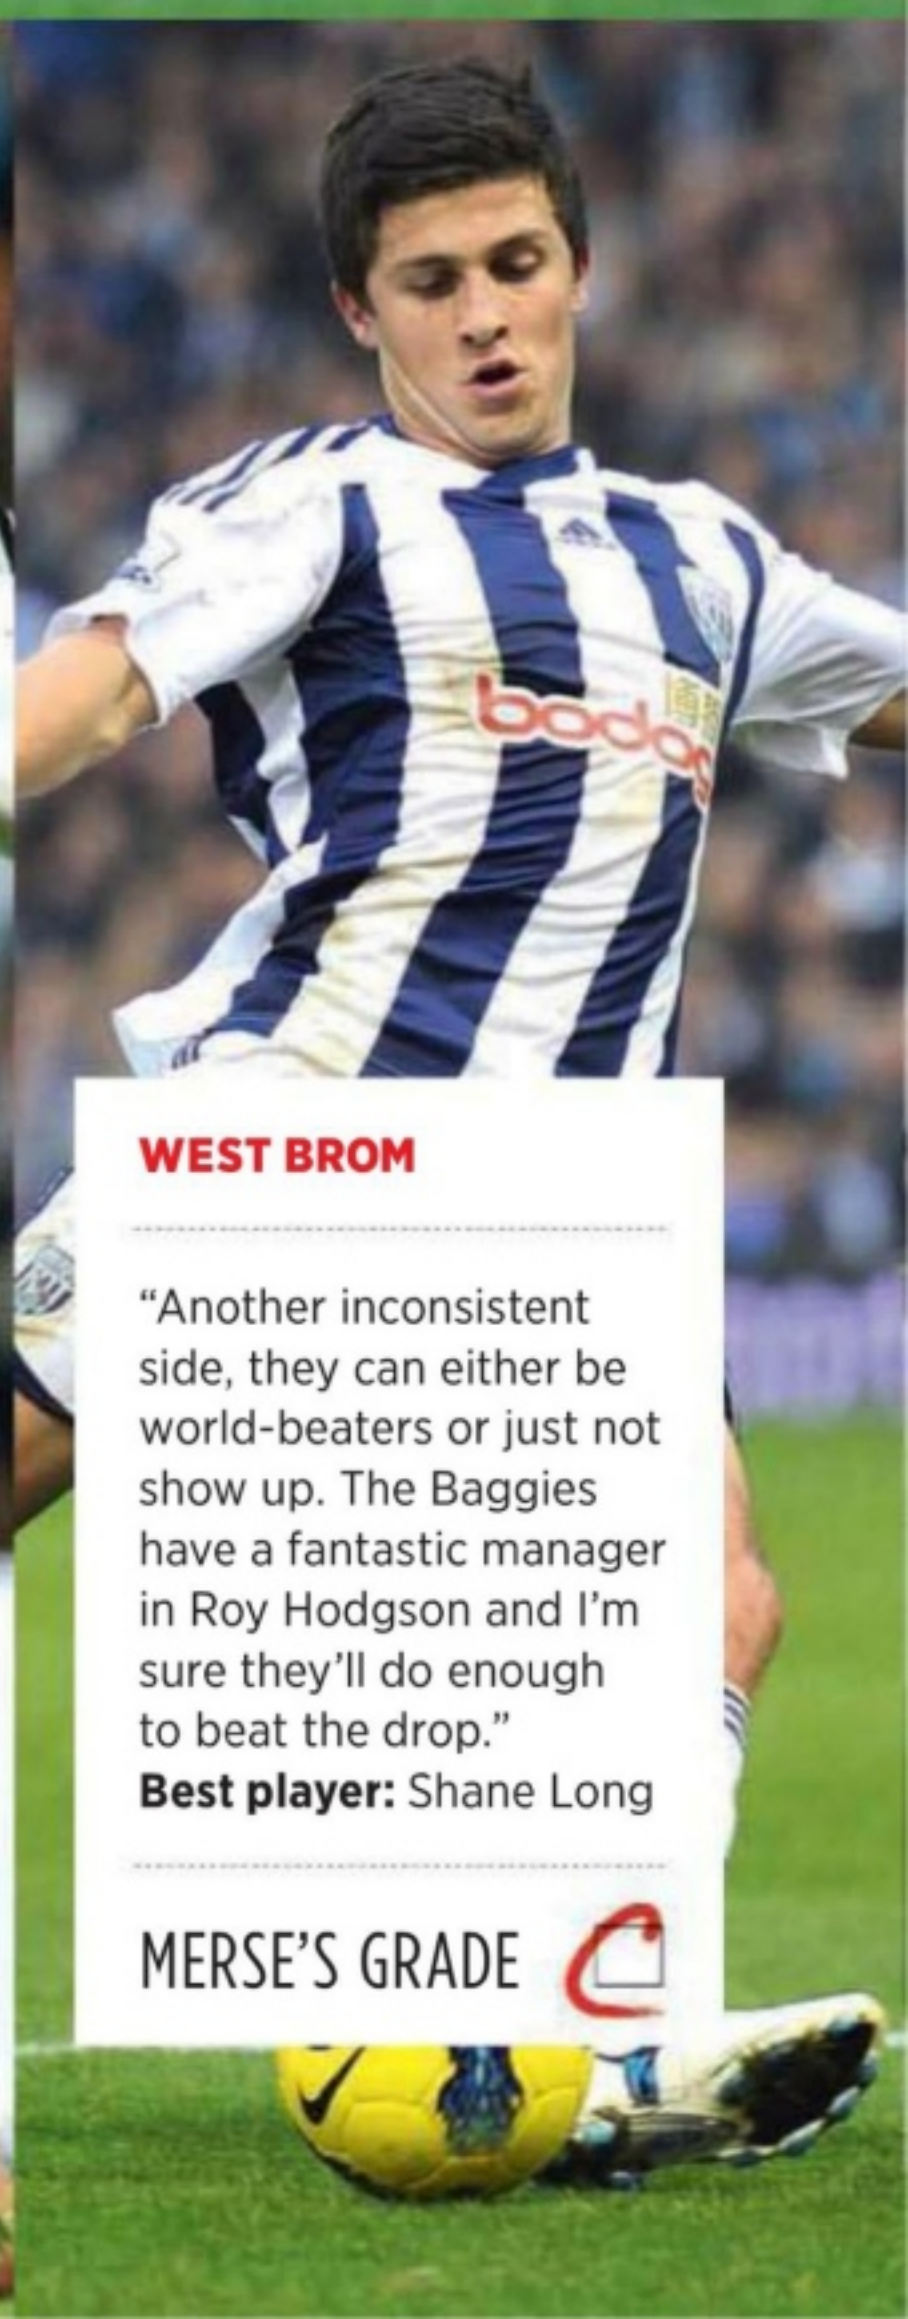 bodog
WEST BROM
“Another inconsistent
side, they can either be
world-beaters or just not
show up. The Baggies
have a fantastic manager
in Roy Hodgson and I’m
sure they’ll do enough
to beat the drop.”
Best player: Shane Long
MERSE’S GRADE C